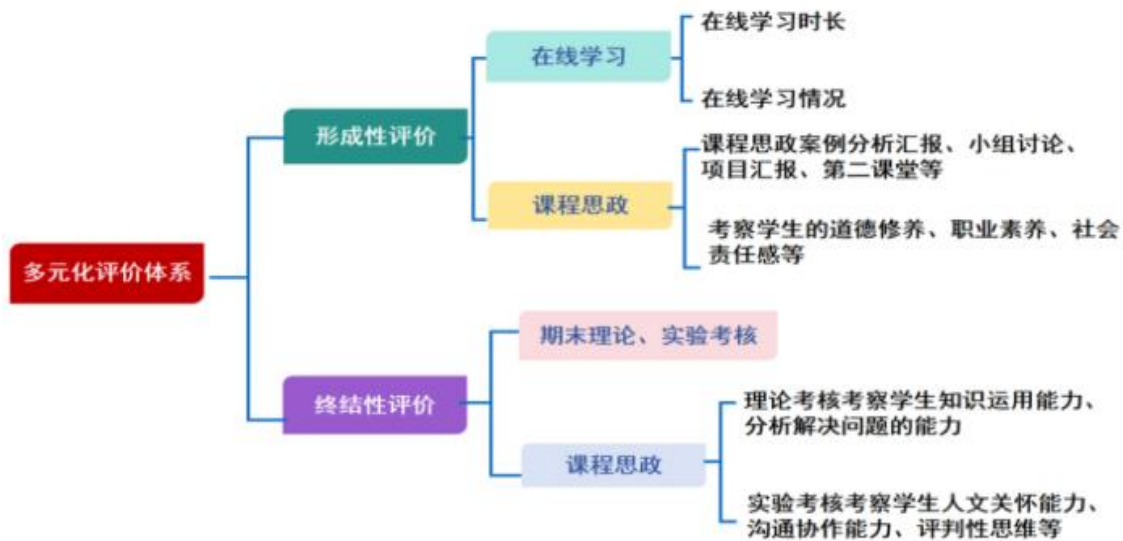 在线学习时长
在线学习
在线学习情况
形成性评价
课程思政案例分析汇报、小组讨论、
项目汇报、第二课堂等
课程思政
考察学生的道德修养、职业素养、社会
责任感等
多元化评价体系
期末理论、实验考核
终结性评价
理论考核考察学生知识运用能力、
分析解决问题的能力
课程思政
实验考核考察学生人文关怀能力、
沟通协作能力、评判性思维等